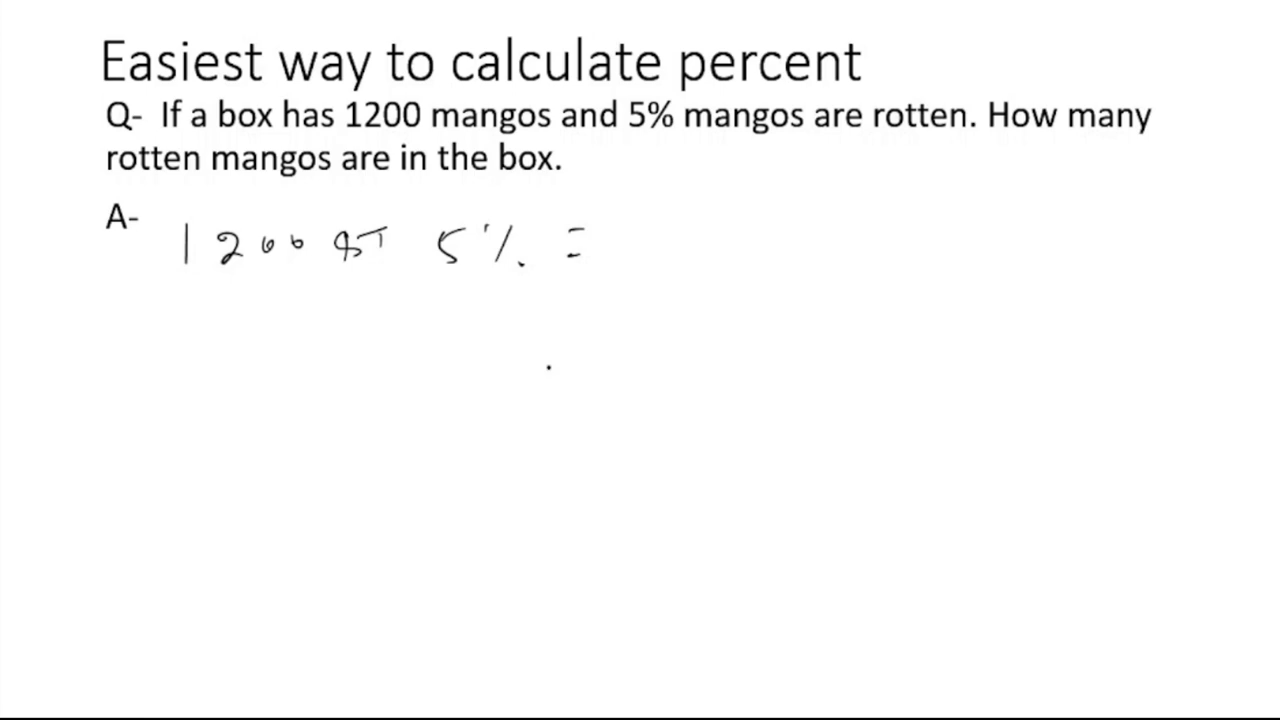 Easiest way to calculate percent
Q- If a box has 1200 mangos and 5% mangos are rotten. How many
rotten mangos are in the box.
A-
1200 का 5% =